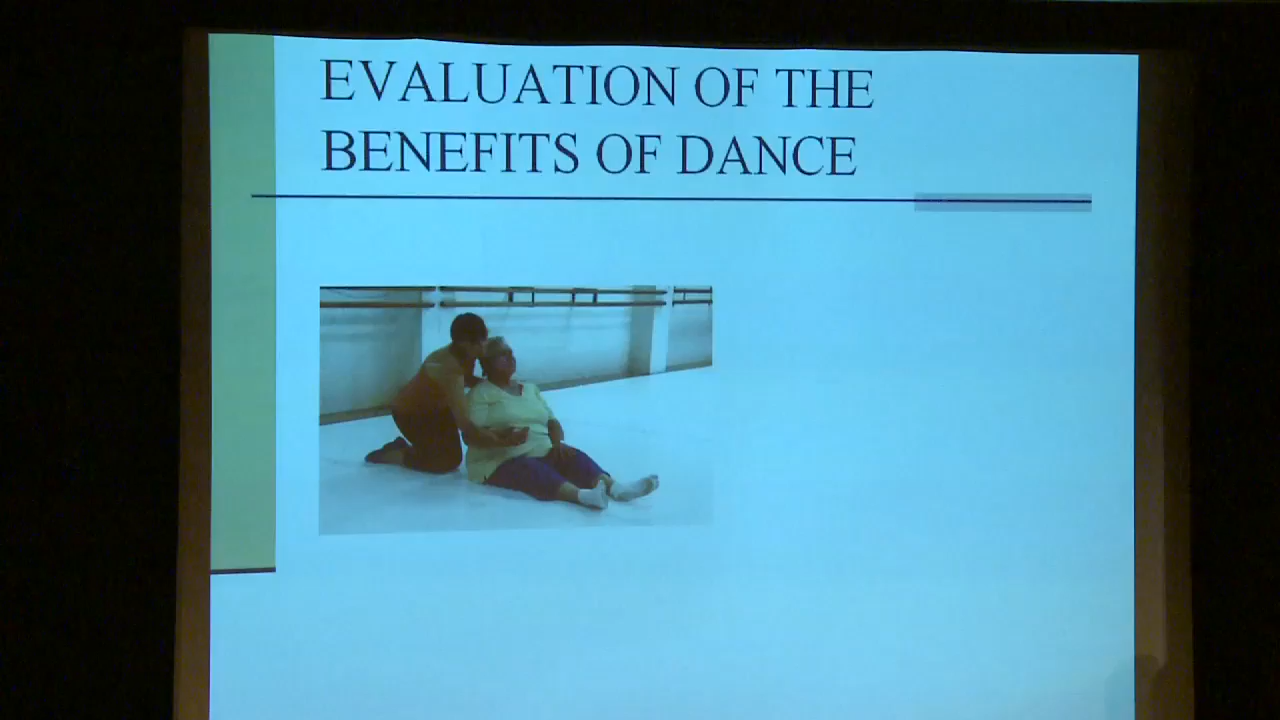 EVALUATION OF THE
BENEFITS OF DANCE